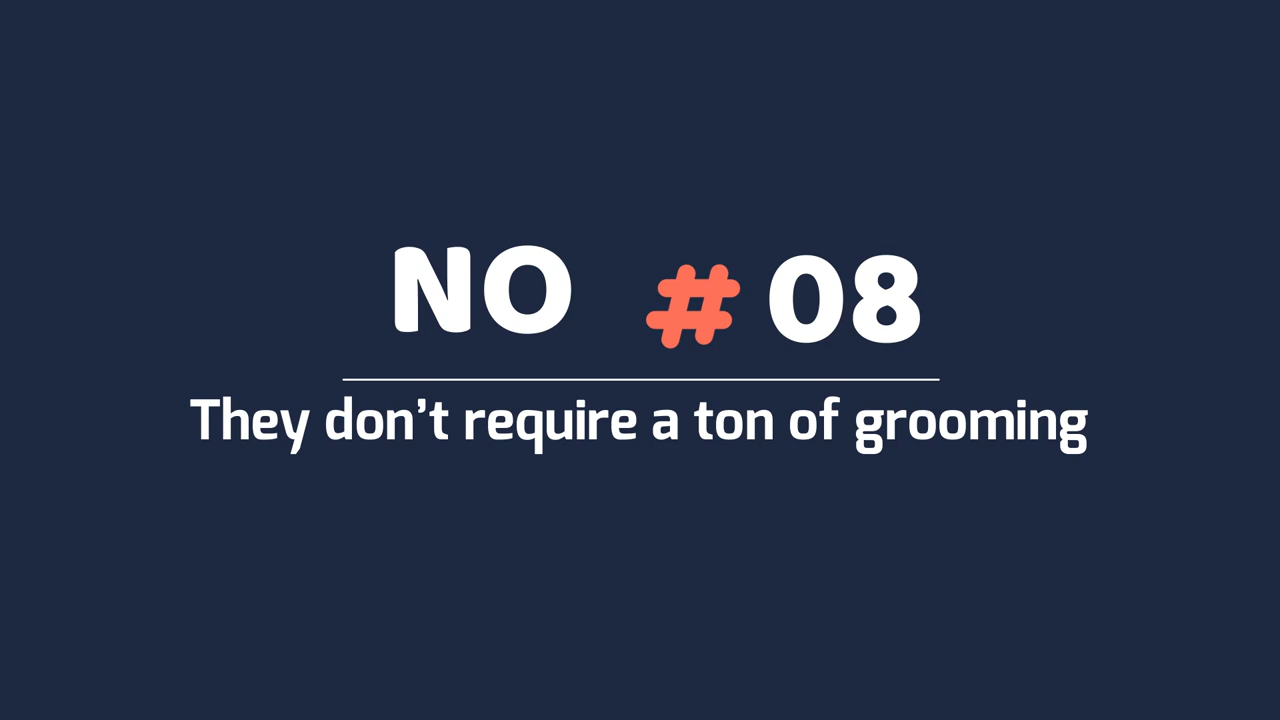 NO # 08
They don’t require a ton of grooming